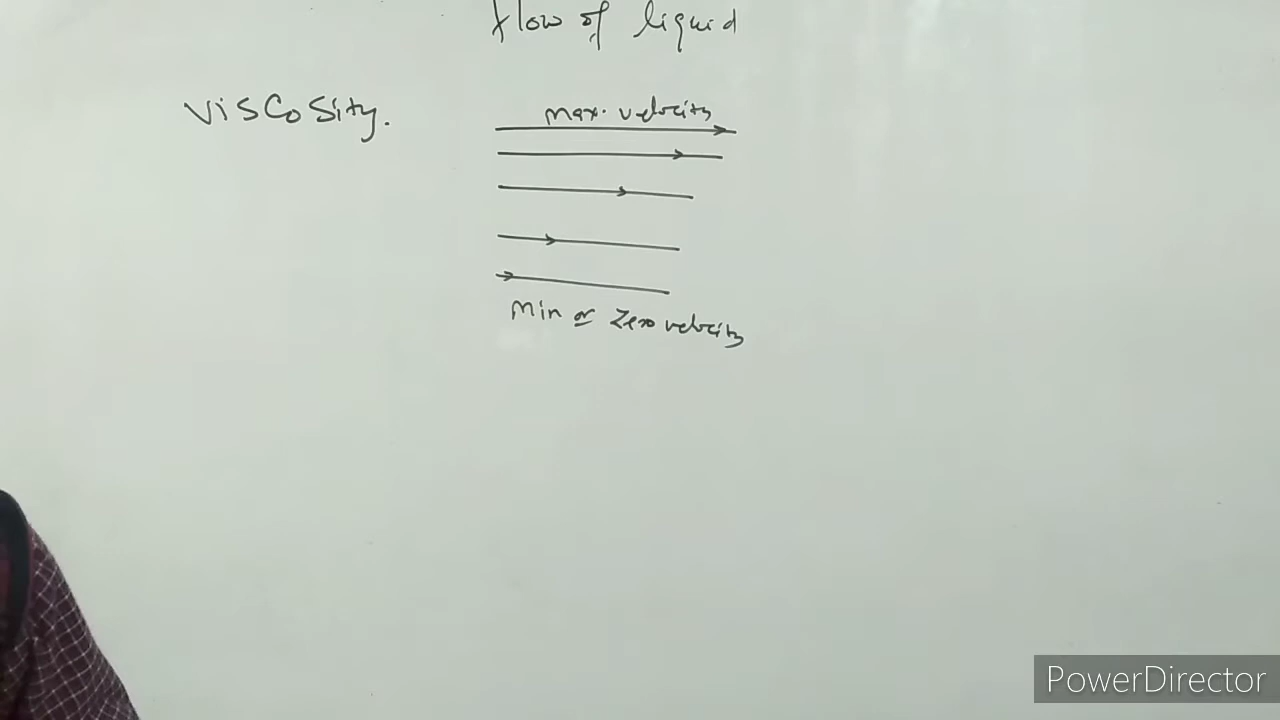 flow of liquid
ViSCoSity.
max. velocity
Min or Zero velocity
PowerDirector